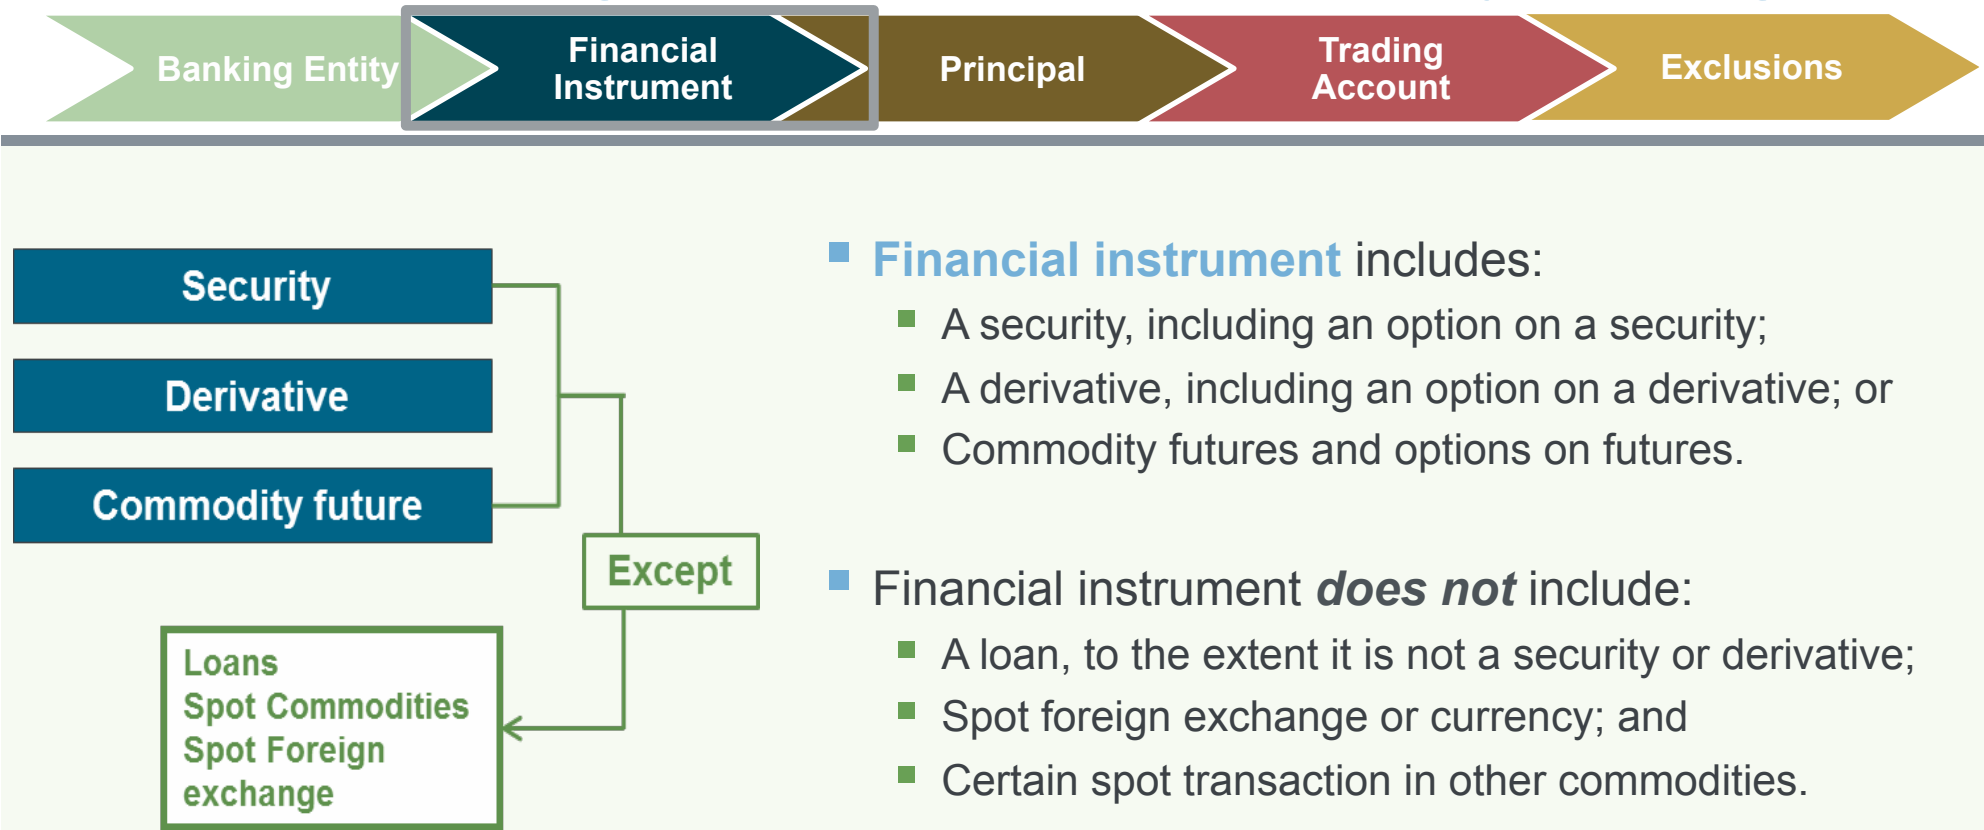 Banking Entity
Financial
Instrument
Principal
Trading
Account
Exclusions
Security
Derivative
Commodity future
Except
Loans
Spot Commodities
Spot Foreign
exchange
Financial instrument includes:
A security, including an option on a security;
A derivative, including an option on a derivative; or
Commodity futures and options on futures.
Financial instrument does not include:
A loan, to the extent it is not a security or derivative;
Spot foreign exchange or currency; and
Certain spot transaction in other commodities.